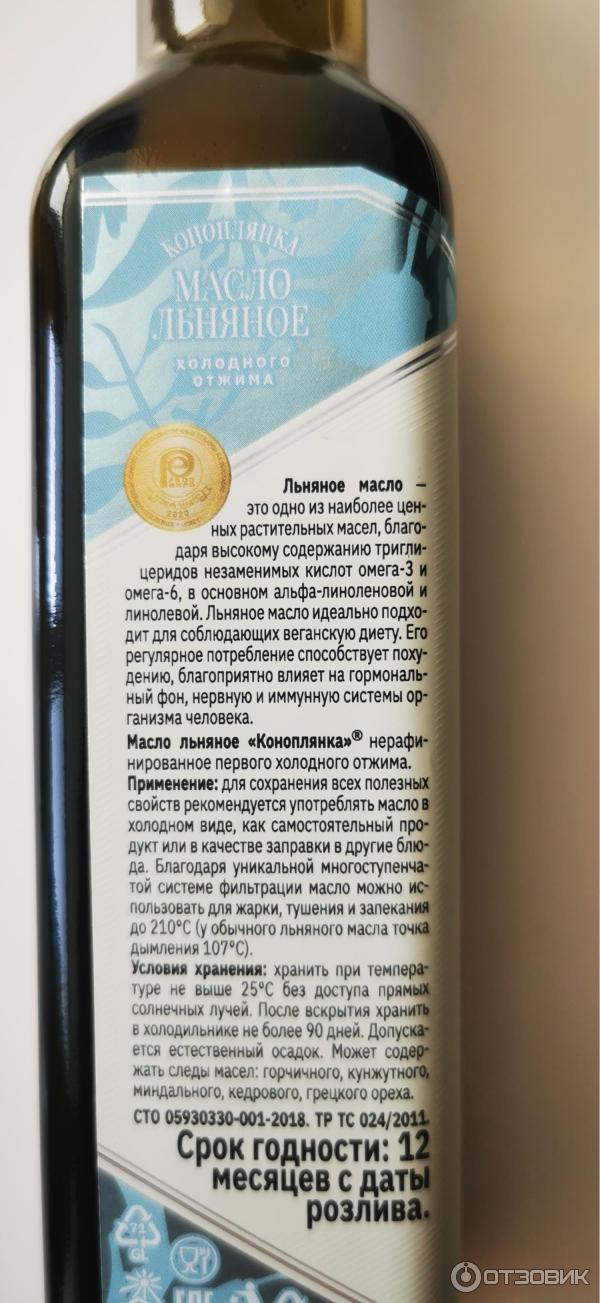 КОНОПЛЯНКА
МАСЛО
ЛЬНЯНОЕ
ХОЛОДНОГО
ОТЖИМА
2020
Льняное масло –
это одно из наиболее цен-
ных растительных масел, благо-
даря высокому содержанию тригли-
церидов незаменимых кислот омега-3 и
омега-6, в основном альфа-линоленовой и
линолевой. Льняное масло идеально подхо-
дит для соблюдающих веганскую диету. Его
регулярное потребление способствует поху-
дению, благоприятно влияет на гормональ-
ный фон, нервную и иммунную системы ор-
ганизма человека.
Масло льняное «Коноплянка»® нерафи-
нированное первого холодного отжима.
Применение: для сохранения всех полезных
свойств рекомендуется употреблять масло в
холодном виде, как самостоятельный про-
дукт или в качестве заправки в другие блю-
да. Благодаря уникальной многоступенча-
той системе фильтрации масло можно ис-
пользовать для жарки, тушения и запекания
до 210°С (у обычного льняного масла точка
дымления 107°С).
Условия хранения: хранить при темпера-
туре не выше 25°С без доступа прямых
солнечных лучей. После вскрытия хранить
в холодильнике не более 90 дней. Допуска-
ется естественный осадок. Может содер-
жать следы масел: горчичного, кунжутного,
миндального, кедрового, грецкого ореха.
СТО 05930330-001-2018. ТР ТС 024/2011.
Срок годности: 12
месяцев с даты
розлива.
71
GL
ОТЗОВИК